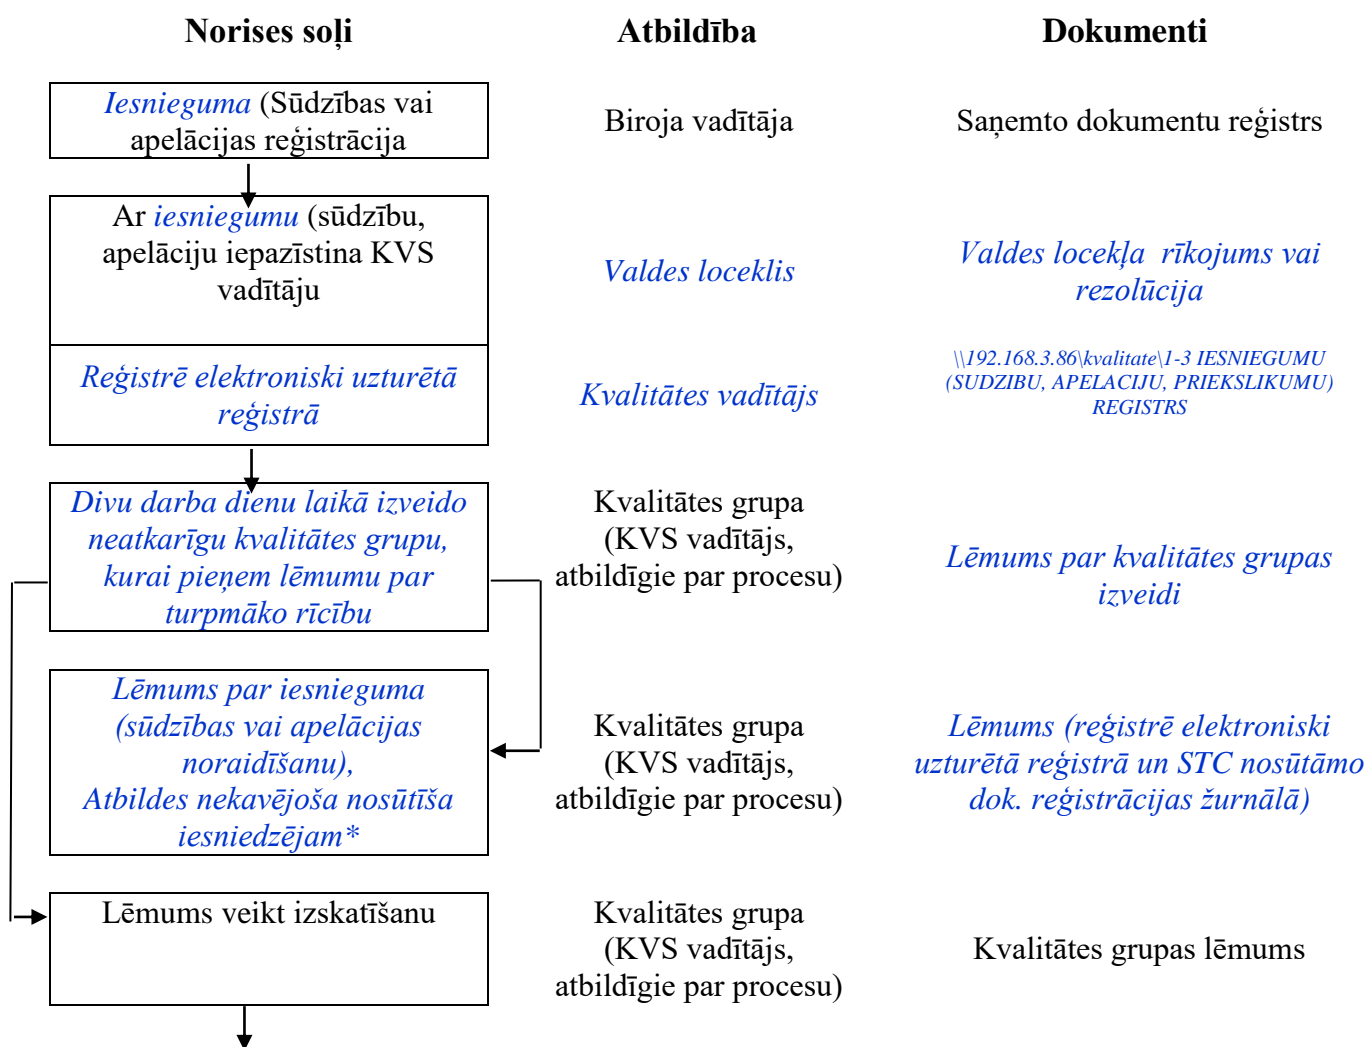 Norises soļi
Atbildība
Dokumenti
Iesnieguma (Sūdzības vai
apelācijas reģistrācija
Biroja vadītāja
Saņemto dokumentu reģistrs
Ar iesniegumu (sūdzību,
apelāciju iepazīstina KVS
vadītāju
Valdes loceklis
Valdes locekļa  rīkojums vai
rezolūcija
Reģistrē elektroniski uzturētā
reģistrā
Kvalitātes vadītājs
\\192.168.3.86\kvalitate\1-3 IESNIEGUMU
(SUDZIBU, APELACIJU, PRIEKSLIKUMU)
REGISTRS
Divu darba dienu laikā izveido
neatkarīgu kvalitātes grupu,
kurai pieņem lēmumu par
turpmāko rīcību
Kvalitātes grupa
(KVS vadītājs,
atbildīgie par procesu)
Lēmums par kvalitātes grupas
izveidi
Lēmums par iesnieguma
(sūdzības vai apelācijas
noraidīšanu),
Atbildes nekavējoša nosūtīša
iesniedzējam*
Kvalitātes grupa
(KVS vadītājs,
atbildīgie par procesu)
Lēmums (reģistrē elektroniski
uzturētā reģistrā un STC nosūtāmo
dok. reģistrācijas žurnālā)
Lēmums veikt izskatīšanu
Kvalitātes grupa
(KVS vadītājs,
atbildīgie par procesu)
Kvalitātes grupas lēmums